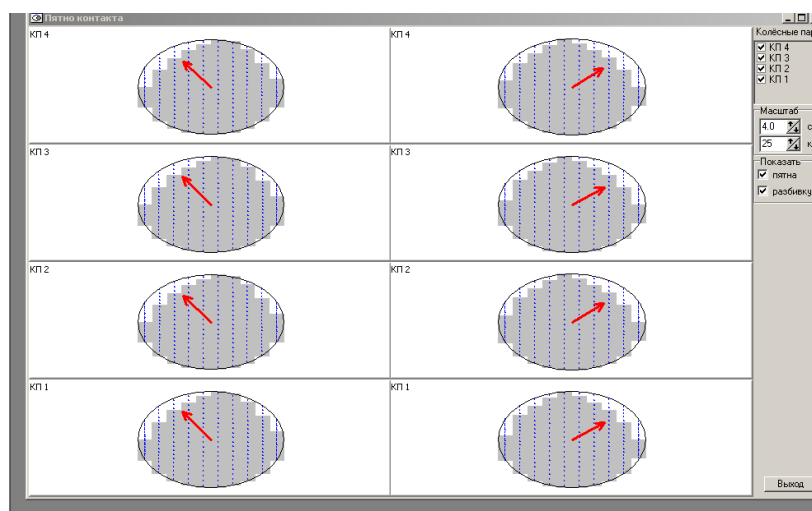 Пятно контакта
КП 4
КП 4
КП 3
КП 3
КП 2
КП 2
КП 1
КП 1
Колёсные пар
КП 4
КП 3
КП 2
КП 1
Масштаб
4.0 с
25 к
Показать
пятна
разбивку
Выход